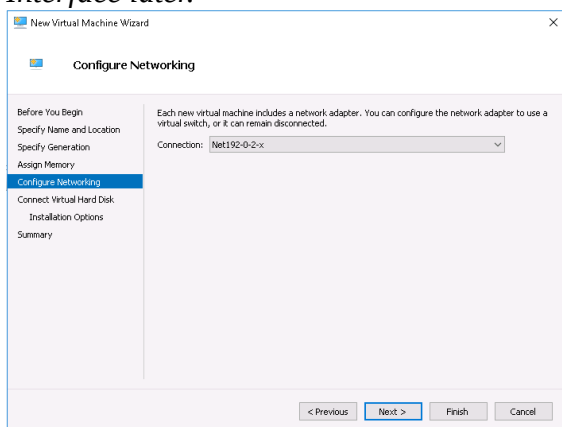 Interface later.
New Virtual Machine Wizard
Configure Networking
Before You Begin
Specify Name and Location
Specify Generation
Assign Memory
Configure Networking
Connect Virtual Hard Disk
Installation Options
Summary
Each new virtual machine includes a network adapter. You can configure the network adapter to use a
virtual switch, or it can remain disconnected.
Connection: Net192-0-2-x
< Previous
Next >
Finish
Cancel